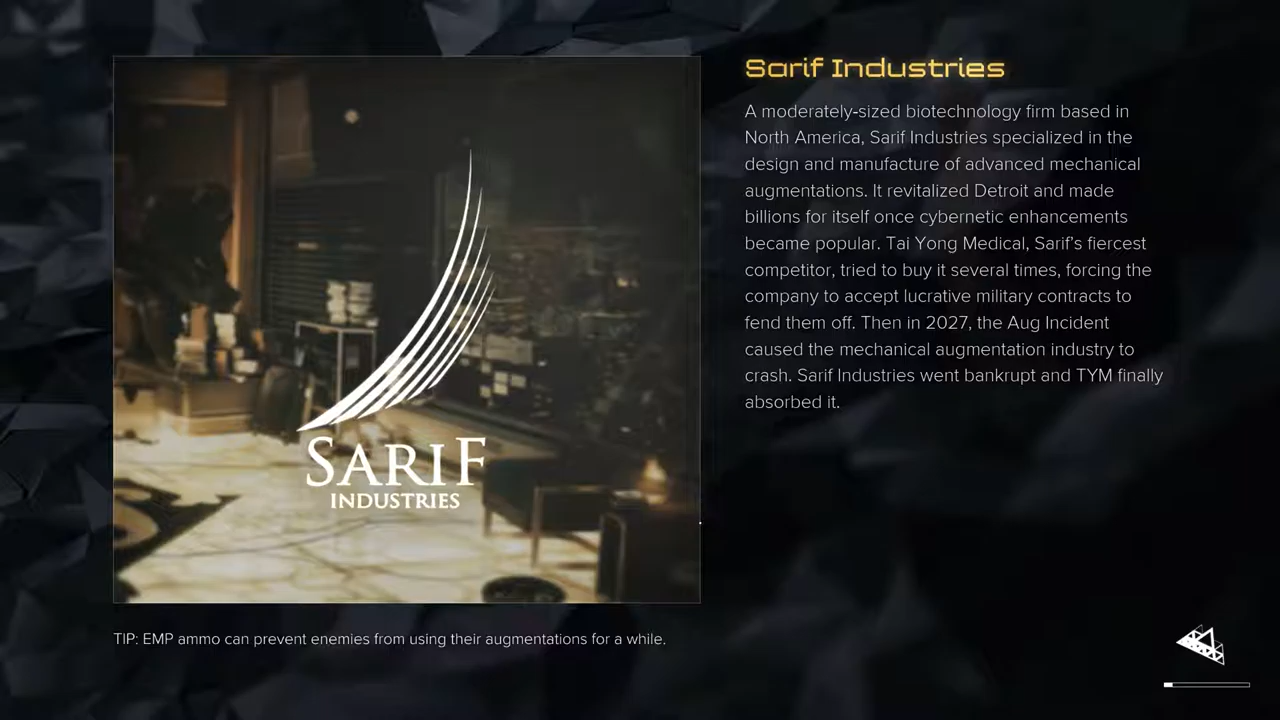 Sarif Industries
A moderately-sized biotechnology firm based in
North America, Sarif Industries specialized in the
design and manufacture of advanced mechanical
augmentations. It revitalized Detroit and made
billions for itself once cybernetic enhancements
became popular. Tai Yong Medical, Sarif's fiercest
competitor, tried to buy it several times, forcing the
company to accept lucrative military contracts to
fend them off. Then in 2027, the Aug Incident
caused the mechanical augmentation industry to
crash. Sarif Industries went bankrupt and TYM finally
absorbed it.
SARIF
INDUSTRIES
TIP: EMP ammo can prevent enemies from using their augmentations for a while.